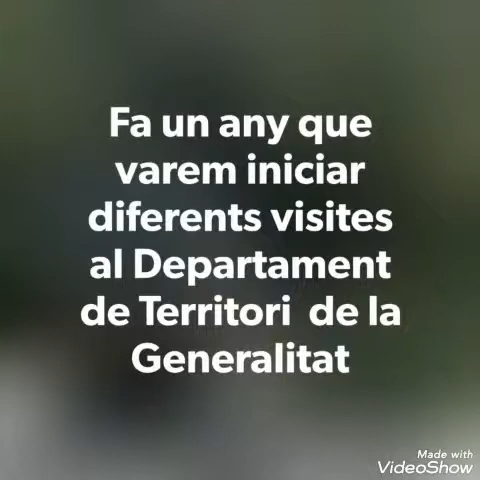 Fa un any que
varem iniciar
diferents visites
al Departament
de Territori de la
Generalitat
Made with
VideoShow